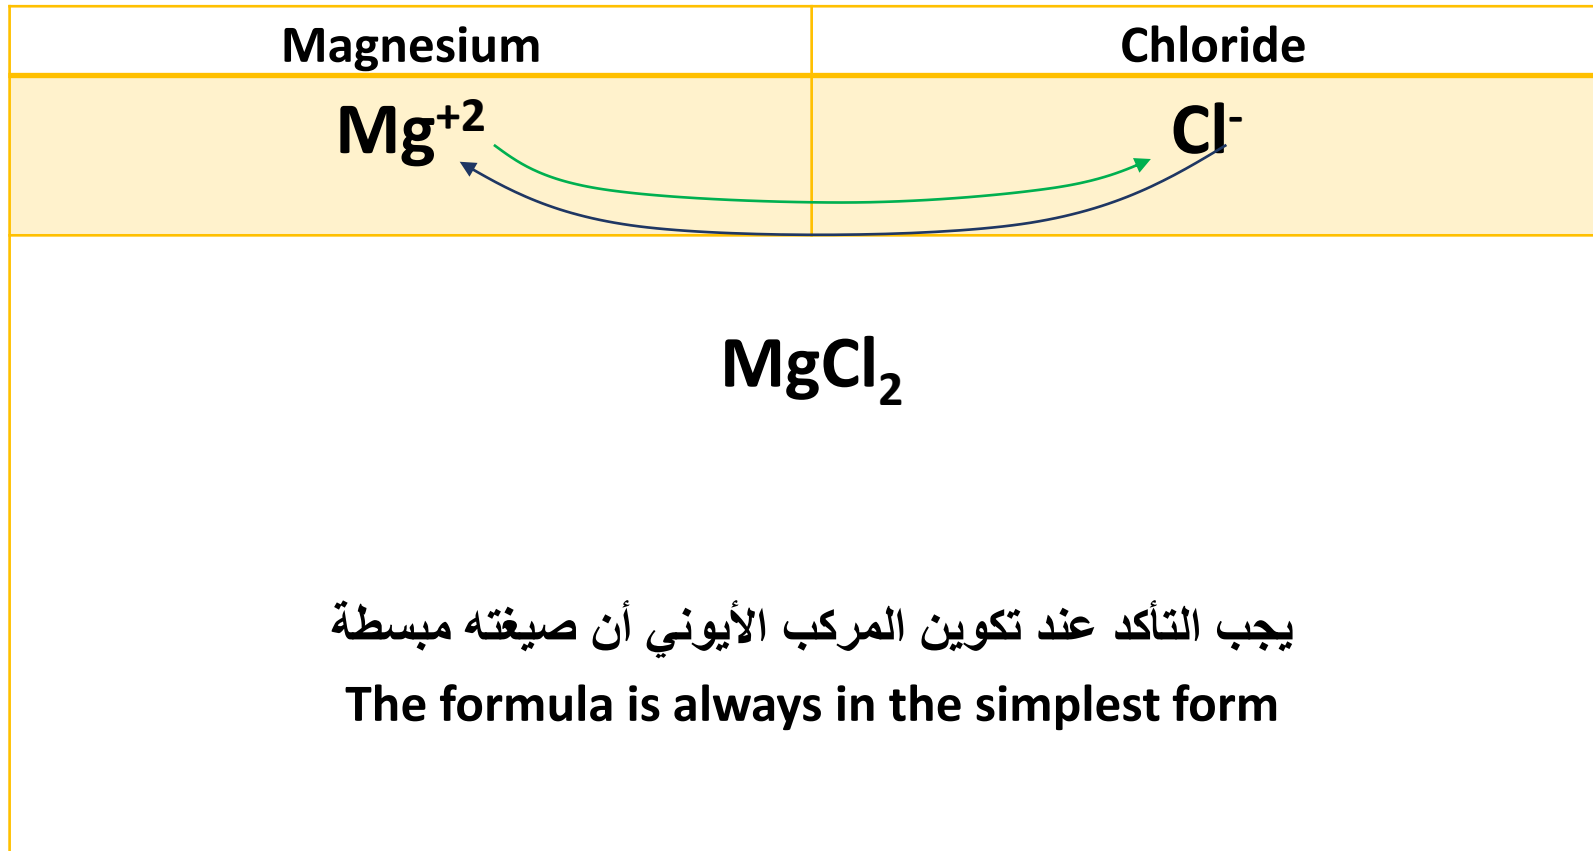 Magnesium
Chloride
Mg⁺²
Cl⁻
MgCl₂
يجب التأكد عند تكوين المركب الأيوني أن صيغته مبسطة
The formula is always in the simplest form